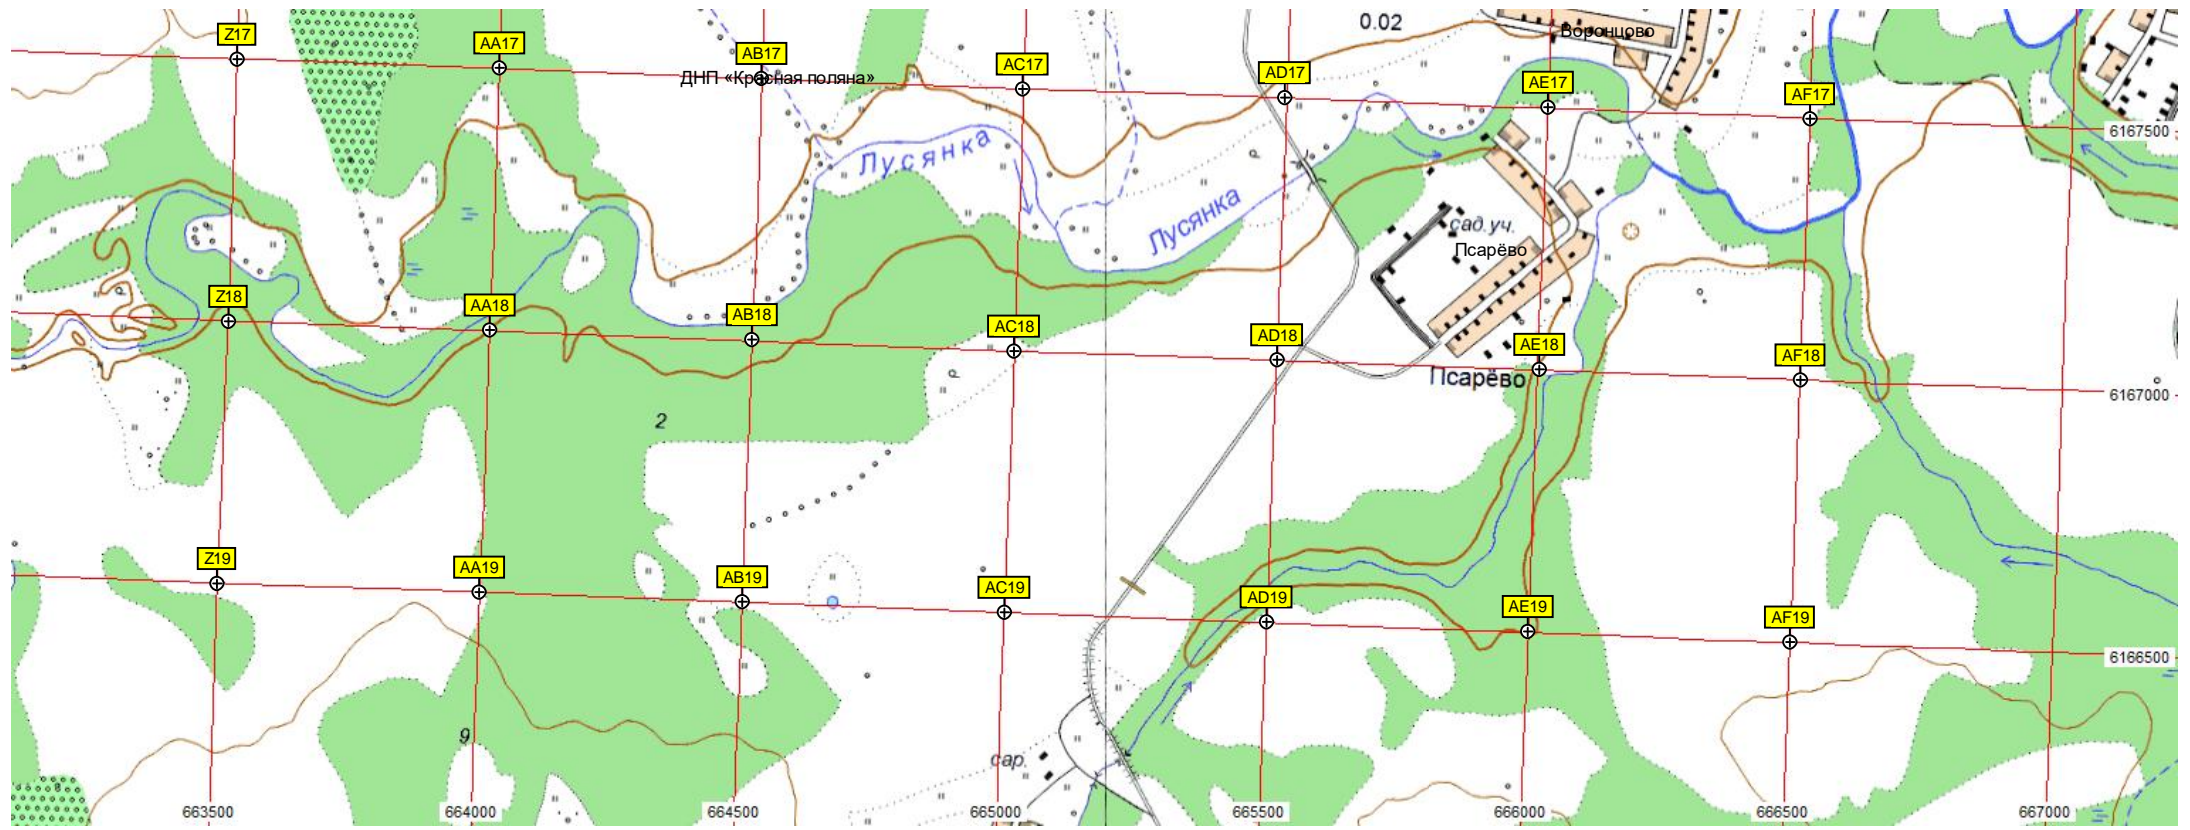 0.02
Воронцово
Z17
AA17
AB17
AC17
AD17
AE17
AF17
ДНП «Красная поляна»
6167500
Лусянка
Лусянка
сад.уч.
Псарёво
Z18
AA18
AB18
AC18
AD18
AE18
AF18
Псарёво
6167000
2
Z19
AA19
AB19
AC19
AD19
AE19
AF19
6166500
9
сар.
663500
664000
664500
665000
665500
666000
666500
667000